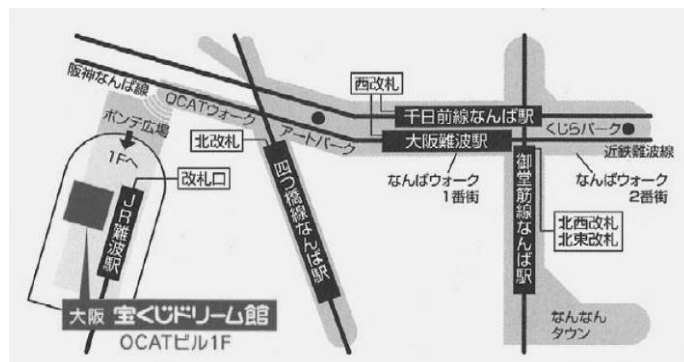 阪神なんば線
OCATウォーク
ポンテ広場
1Fへ
改札口
JR難波駅
大阪 宝くじドリーム館
OCATビル1F
北改札
四つ橋線なんば駅
アートパーク
西改札
千日前線なんば駅
大阪難波駅
くじらパーク
近鉄難波線
なんばウォーク
1番街
なんばウォーク
2番街
御堂筋線なんば駅
北西改札
北東改札
なんなん
タウン